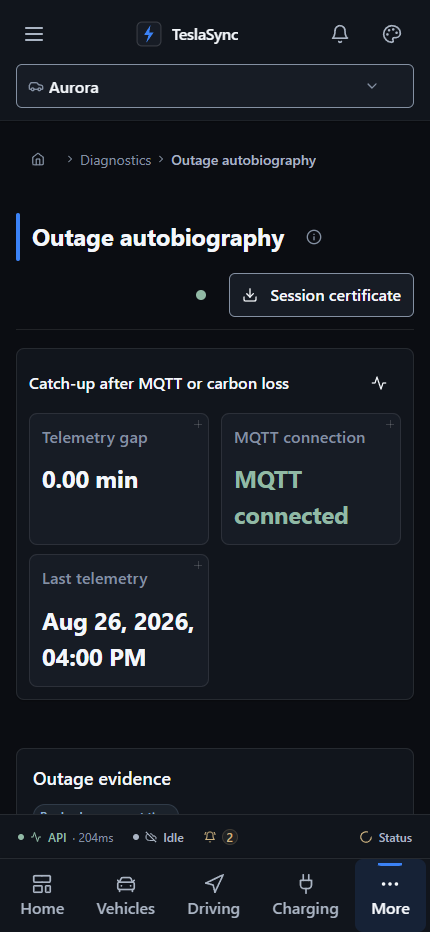 TeslaSync
Aurora
Diagnostics
Outage autobiography
Outage autobiography
Session certificate
Catch-up after MQTT or carbon loss
Telemetry gap
0.00 min
MQTT connection
MQTT
connected
Last telemetry
Aug 26, 2026,
04:00 PM
Outage evidence
API · 204ms
Idle
2
Status
Home
Vehicles
Driving
Charging
More